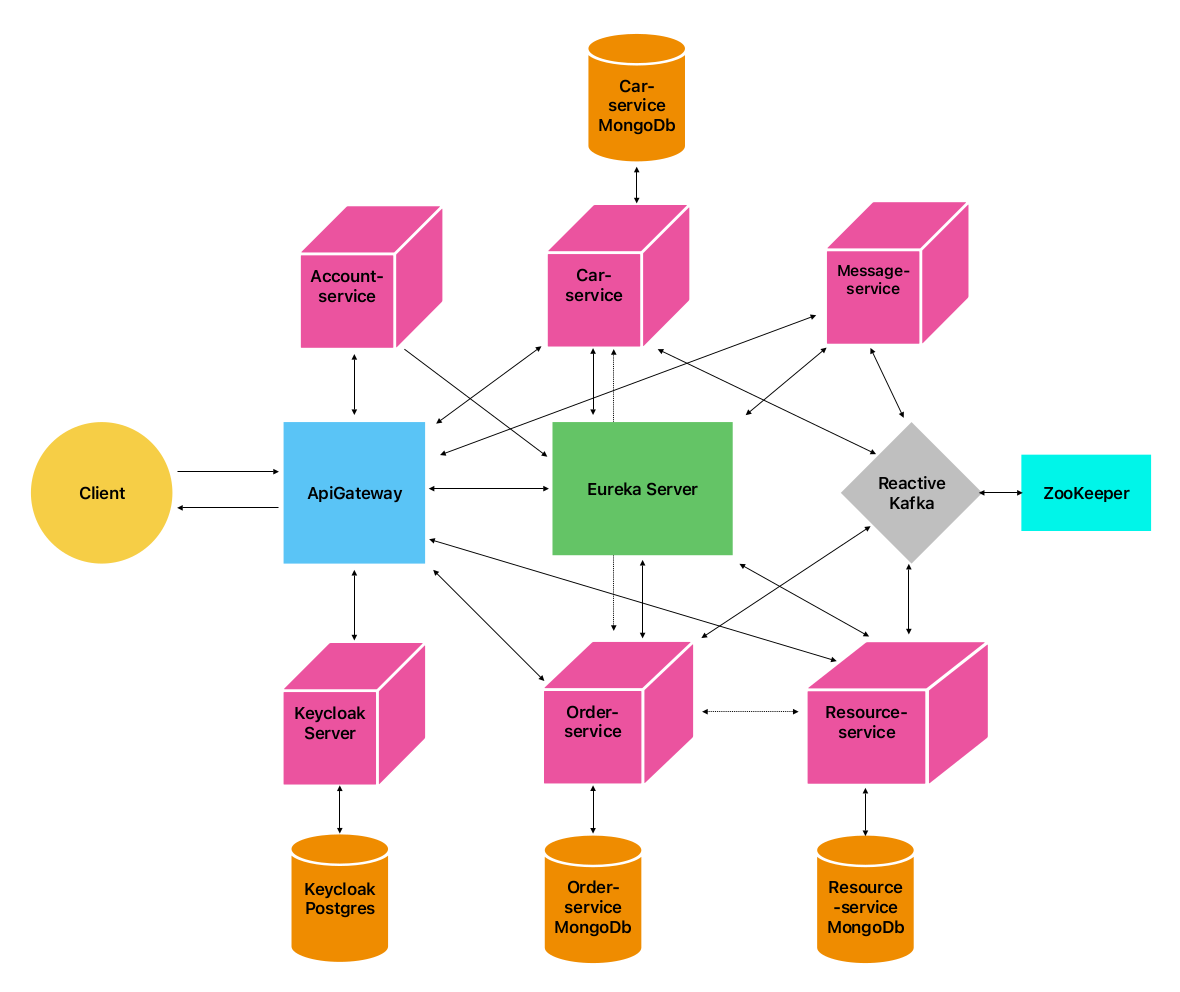 Car-
service
MongoDb
Account-
service
Car-
service
Message-
service
Client
ApiGateway
Eureka Server
Reactive
Kafka
ZooKeeper
Keycloak
Server
Order-
service
Resource-
service
Keycloak
Postgres
Order-
service
MongoDb
Resource
-service
MongoDb